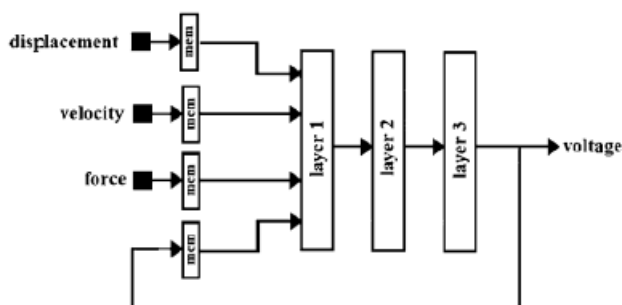 displacement
mem
velocity
mem
force
mem
mem
layer 1
layer 2
layer 3
voltage